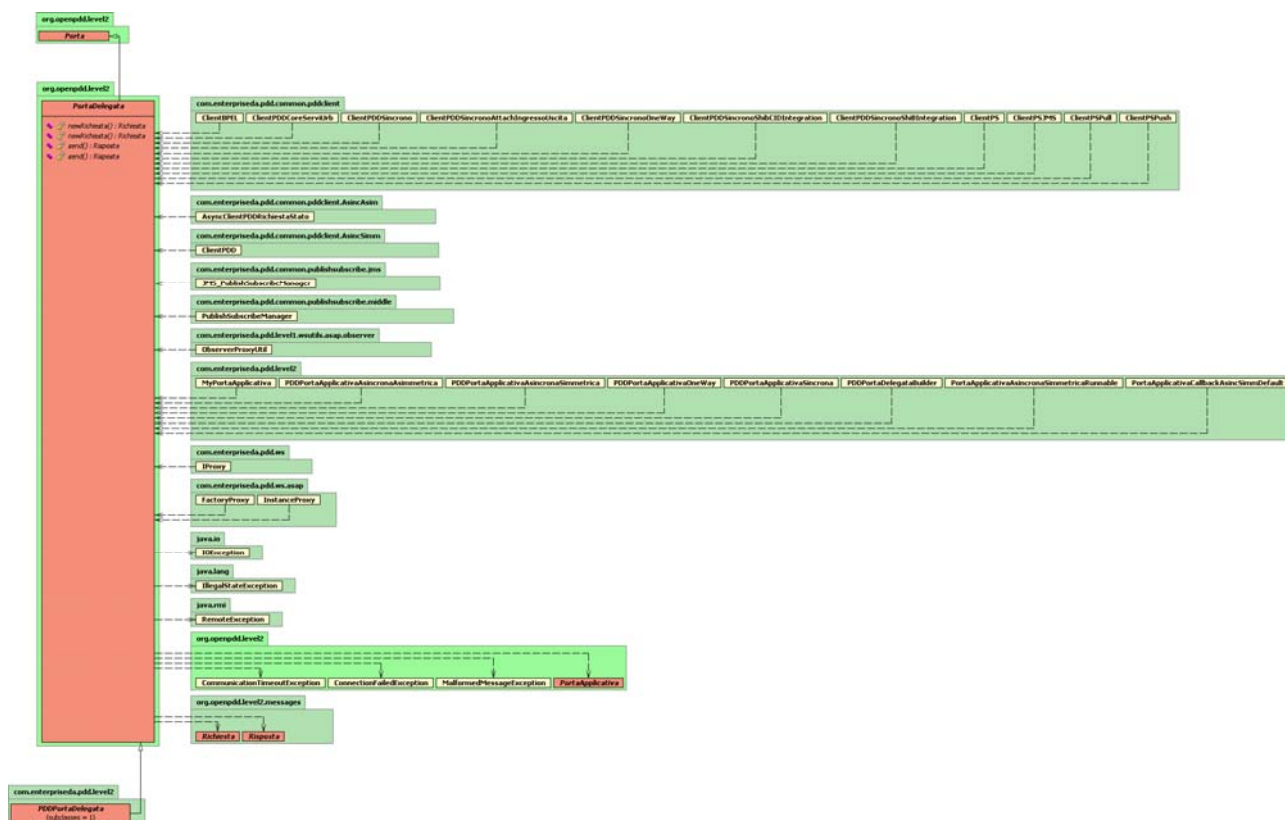 org.openpdd.level2
Porta
org.openpdd.level2
PortaDelegata
newRichiesta() : Richiesta
newRichiesta() : Richiesta
send() : Risposta
send() : Risposta
com.enterpriseda.pdd.common.pddclient
ClientBPEL ClientPDDCoreServUrb ClientPDDSincrono ClientPDDSincronoAttachIngressoUscita ClientPDDSincronoOneWay ClientPDDSincronoShibCIDIntegration ClientPDDSincronoShIBIntegration ClientPS ClientPSJMS ClientPSPull ClientPSPush
com.enterpriseda.pdd.common.pddclient.AsincAsim
AsyncClientPDDRichiestaStato
com.enterpriseda.pdd.common.pddclient.AsincSimm
ClientPDD
com.enterpriseda.pdd.common.publishsubscribe.jms
JMS_PublishSubscribeManager
com.enterpriseda.pdd.common.publishsubscribe.middle
PublishSubscribeManager
com.enterpriseda.pdd.level1.wsutils.asap.observer
ObserverProxyUtil
com.enterpriseda.pdd.level2
MyPortaApplicativa PDDPortaApplicativaAsincronaAsimmetrica PDDPortaApplicativaAsincronaSimmetrica PDDPortaApplicativaOneWay PDDPortaApplicativaSincrona PDDPortaDelegataBuilder PortaApplicativaAsincronaSimmetricaRunnable PortaApplicativaCallbackAsincSimmDefault
com.enterpriseda.pdd.ws
IProxy
com.enterpriseda.pdd.ws.asap
FactoryProxy InstanceProxy
java.io
IOException
java.lang
IllegalStateException
java.rmi
RemoteException
org.openpdd.level2
CommunicationTimeoutException ConnectionFailedException MalformedMessageException PortaApplicativa
org.openpdd.level2.messages
Richiesta Risposta
com.enterpriseda.pdd.level2
PDDPortaDelegata
(subclasses = 1)